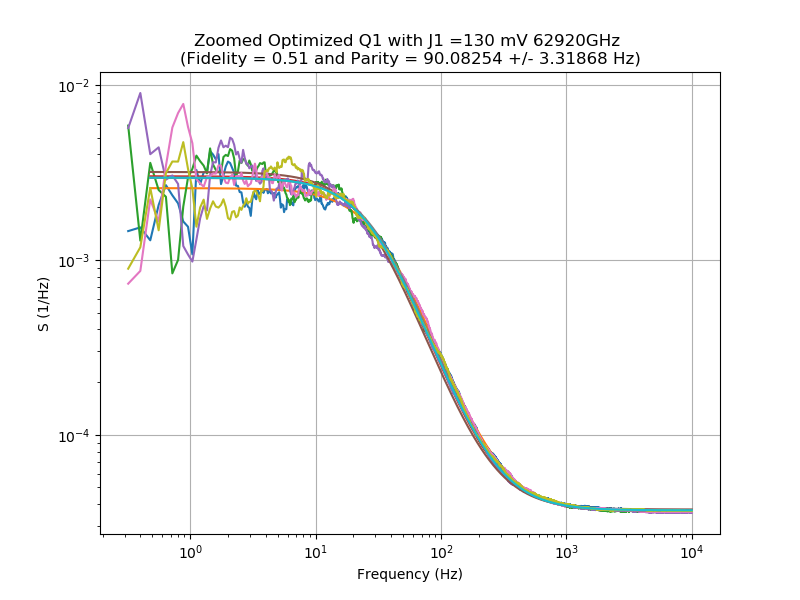 Zoomed Optimized Q1 with J1 =130 mV 62920GHz
(Fidelity = 0.51 and Parity = 90.08254 +/- 3.31868 Hz)
10⁻²
10⁻³
10⁻⁴
S (1/Hz)
10⁰ 10¹ 10² 10³ 10⁴
Frequency (Hz)